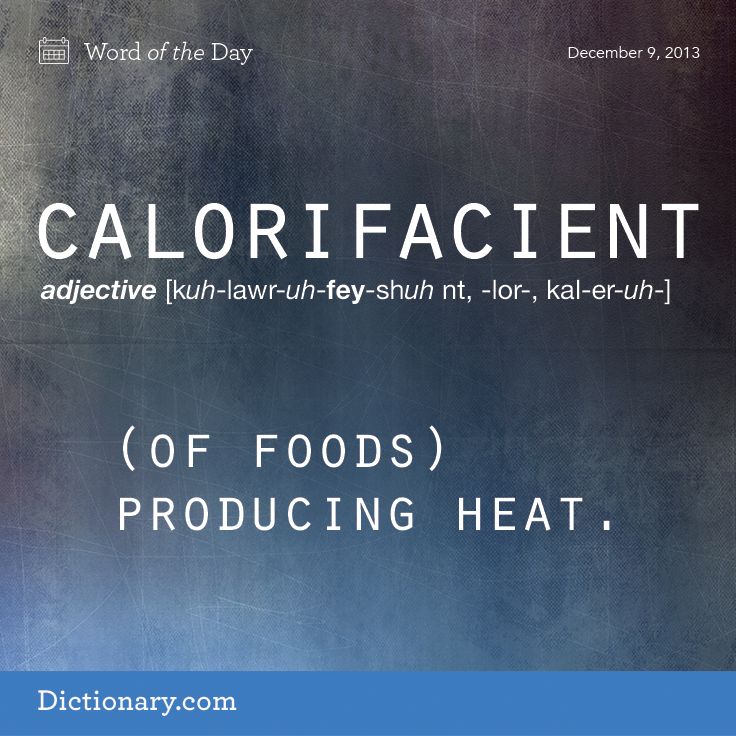 Word of the Day
December 9, 2013
CALORIFACIENT
adjective [kuh-lawr-uh-fey-shuh nt, -lor-, kal-er-uh-]
(OF FOODS)
PRODUCING HEAT.
Dictionary.com